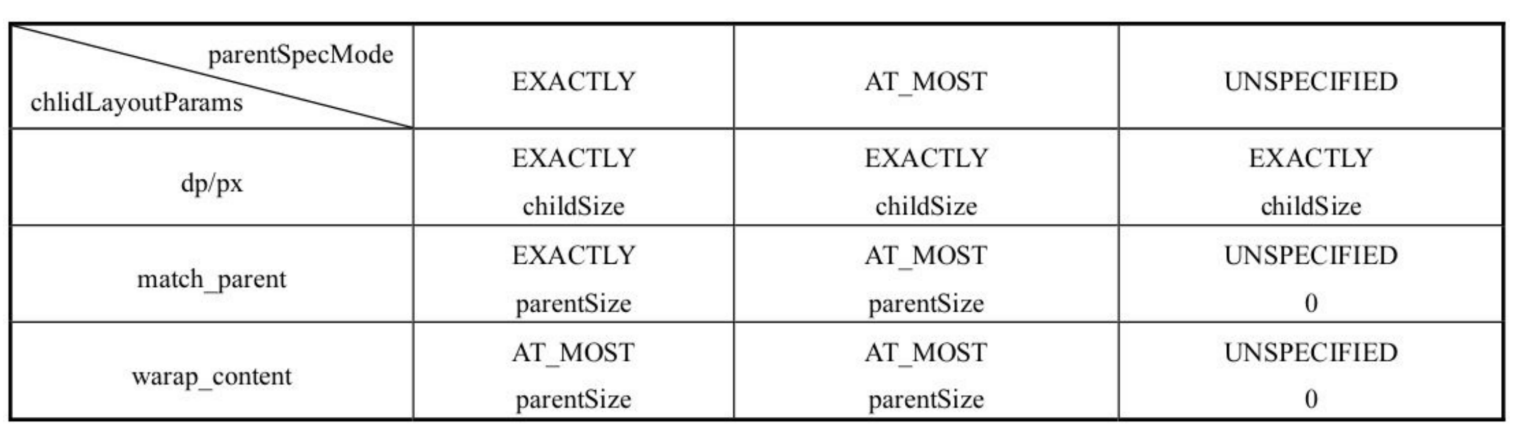 parentSpecMode
chlidLayoutParams
EXACTLY
AT_MOST
UNSPECIFIED
dp/px
EXACTLY
childSize
EXACTLY
childSize
EXACTLY
childSize
match_parent
EXACTLY
parentSize
AT_MOST
parentSize
UNSPECIFIED
0
warap_content
AT_MOST
parentSize
AT_MOST
parentSize
UNSPECIFIED
0